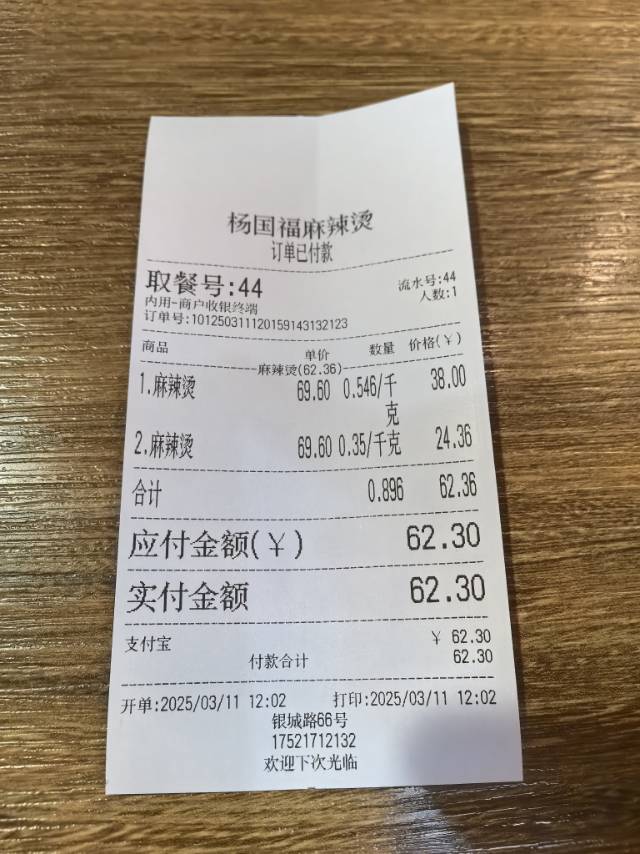 杨国福麻辣烫
订单已付款
取餐号:44 流水号:44
内用-商户收银终端 人数:1
订单号:101250311120159143132123
商品 单价 数量 价格(￥)
麻辣烫(62.36)
1.麻辣烫 69.60 0.546/千克 38.00
2.麻辣烫 69.60 0.35/千克 24.36
合计 0.896 62.36
应付金额(￥) 62.30
实付金额 62.30
支付宝 ￥ 62.30
付款合计 62.30
开单:2025/03/11 12:02 打印:2025/03/11 12:02
银城路66号
17521712132
欢迎下次光临